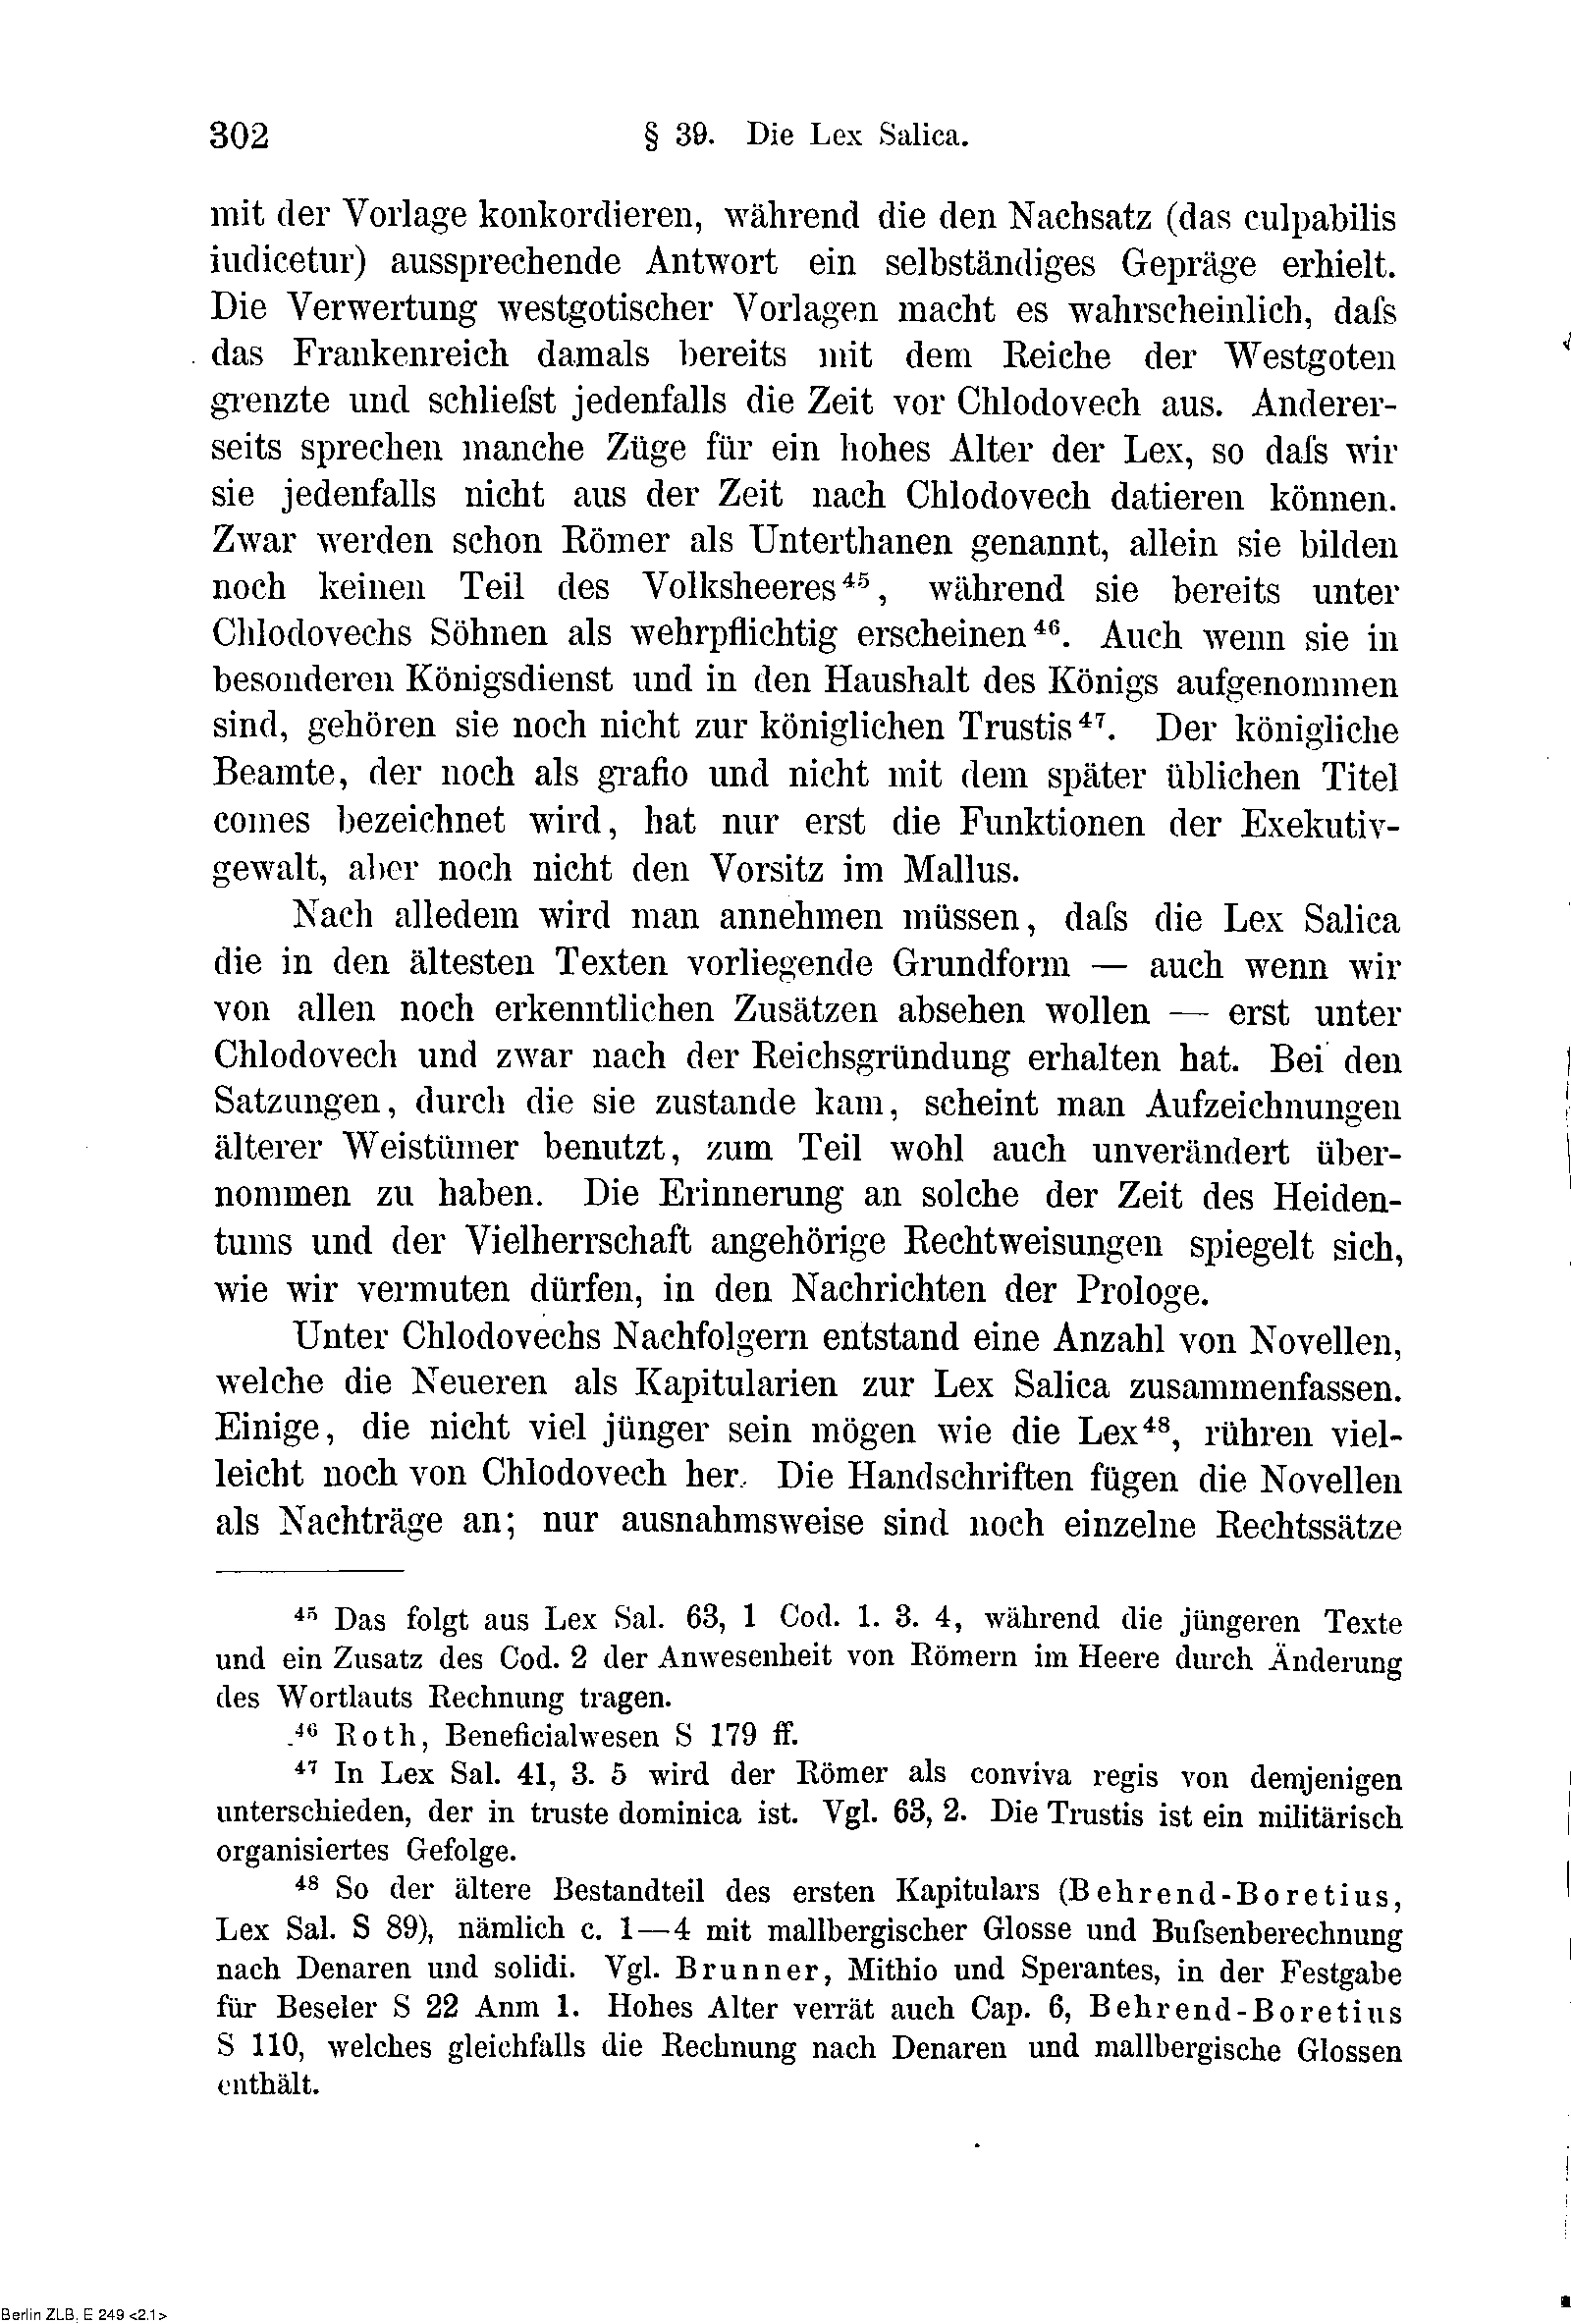 302 § 39. Die Lex Salica.
mit der Vorlage konkordieren, während die den Nachsatz (das culpabilis
iudicetur) aussprechende Antwort ein selbständiges Gepräge erhielt.
Die Verwertung westgotischer Vorlagen macht es wahrscheinlich, daſs
das Frankenreich damals bereits mit dem Reiche der Westgoten
grenzte und schlieſst jedenfalls die Zeit vor Chlodovech aus. Anderer-
seits sprechen manche Züge für ein hohes Alter der Lex, so daſs wir
sie jedenfalls nicht aus der Zeit nach Chlodovech datieren können.
Zwar werden schon Römer als Unterthanen genannt, allein sie bilden
noch keinen Teil des Volksheeres⁴⁵, während sie bereits unter
Chlodovechs Söhnen als wehrpflichtig erscheinen⁴⁶. Auch wenn sie in
besonderen Königsdienst und in den Haushalt des Königs aufgenommen
sind, gehören sie noch nicht zur königlichen Trustis⁴⁷. Der königliche
Beamte, der noch als grafio und nicht mit dem später üblichen Titel
comes bezeichnet wird, hat nur erst die Funktionen der Exekutiv-
gewalt, aber noch nicht den Vorsitz im Mallus.
Nach alledem wird man annehmen müssen, daſs die Lex Salica
die in den ältesten Texten vorliegende Grundform — auch wenn wir
von allen noch erkenntlichen Zusätzen absehen wollen — erst unter
Chlodovech und zwar nach der Reichsgründung erhalten hat. Bei den
Satzungen, durch die sie zustande kam, scheint man Aufzeichnungen
älterer Weistümer benutzt, zum Teil wohl auch unverändert über-
nommen zu haben. Die Erinnerung an solche der Zeit des Heiden-
tums und der Vielherrschaft angehörige Rechtweisungen spiegelt sich,
wie wir vermuten dürfen, in den Nachrichten der Prologe.
Unter Chlodovechs Nachfolgern entstand eine Anzahl von Novellen,
welche die Neueren als Kapitularien zur Lex Salica zusammenfassen.
Einige, die nicht viel jünger sein mögen wie die Lex⁴⁸, rühren viel-
leicht noch von Chlodovech her. Die Handschriften fügen die Novellen
als Nachträge an; nur ausnahmsweise sind noch einzelne Rechtssätze
⁴⁵ Das folgt aus Lex Sal. 63, 1 Cod. 1. 3. 4, während die jüngeren Texte
und ein Zusatz des Cod. 2 der Anwesenheit von Römern im Heere durch Änderung
des Wortlauts Rechnung tragen.
⁴⁶ Roth, Beneficialwesen S 179 ff.
⁴⁷ In Lex Sal. 41, 3. 5 wird der Römer als conviva regis von demjenigen
unterschieden, der in truste dominica ist. Vgl. 63, 2. Die Trustis ist ein militärisch
organisiertes Gefolge.
⁴⁸ So der ältere Bestandteil des ersten Kapitulars (Behrend-Boretius,
Lex Sal. S 89), nämlich c. 1—4 mit mallbergischer Glosse und Buſsenberechnung
nach Denaren und solidi. Vgl. Brunner, Mithio und Sperantes, in der Festgabe
für Beseler S 22 Anm 1. Hohes Alter verrät auch Cap. 6, Behrend-Boretius
S 110, welches gleichfalls die Rechnung nach Denaren und mallbergische Glossen
enthält.
Berlin ZLB, E 249 <2,1>